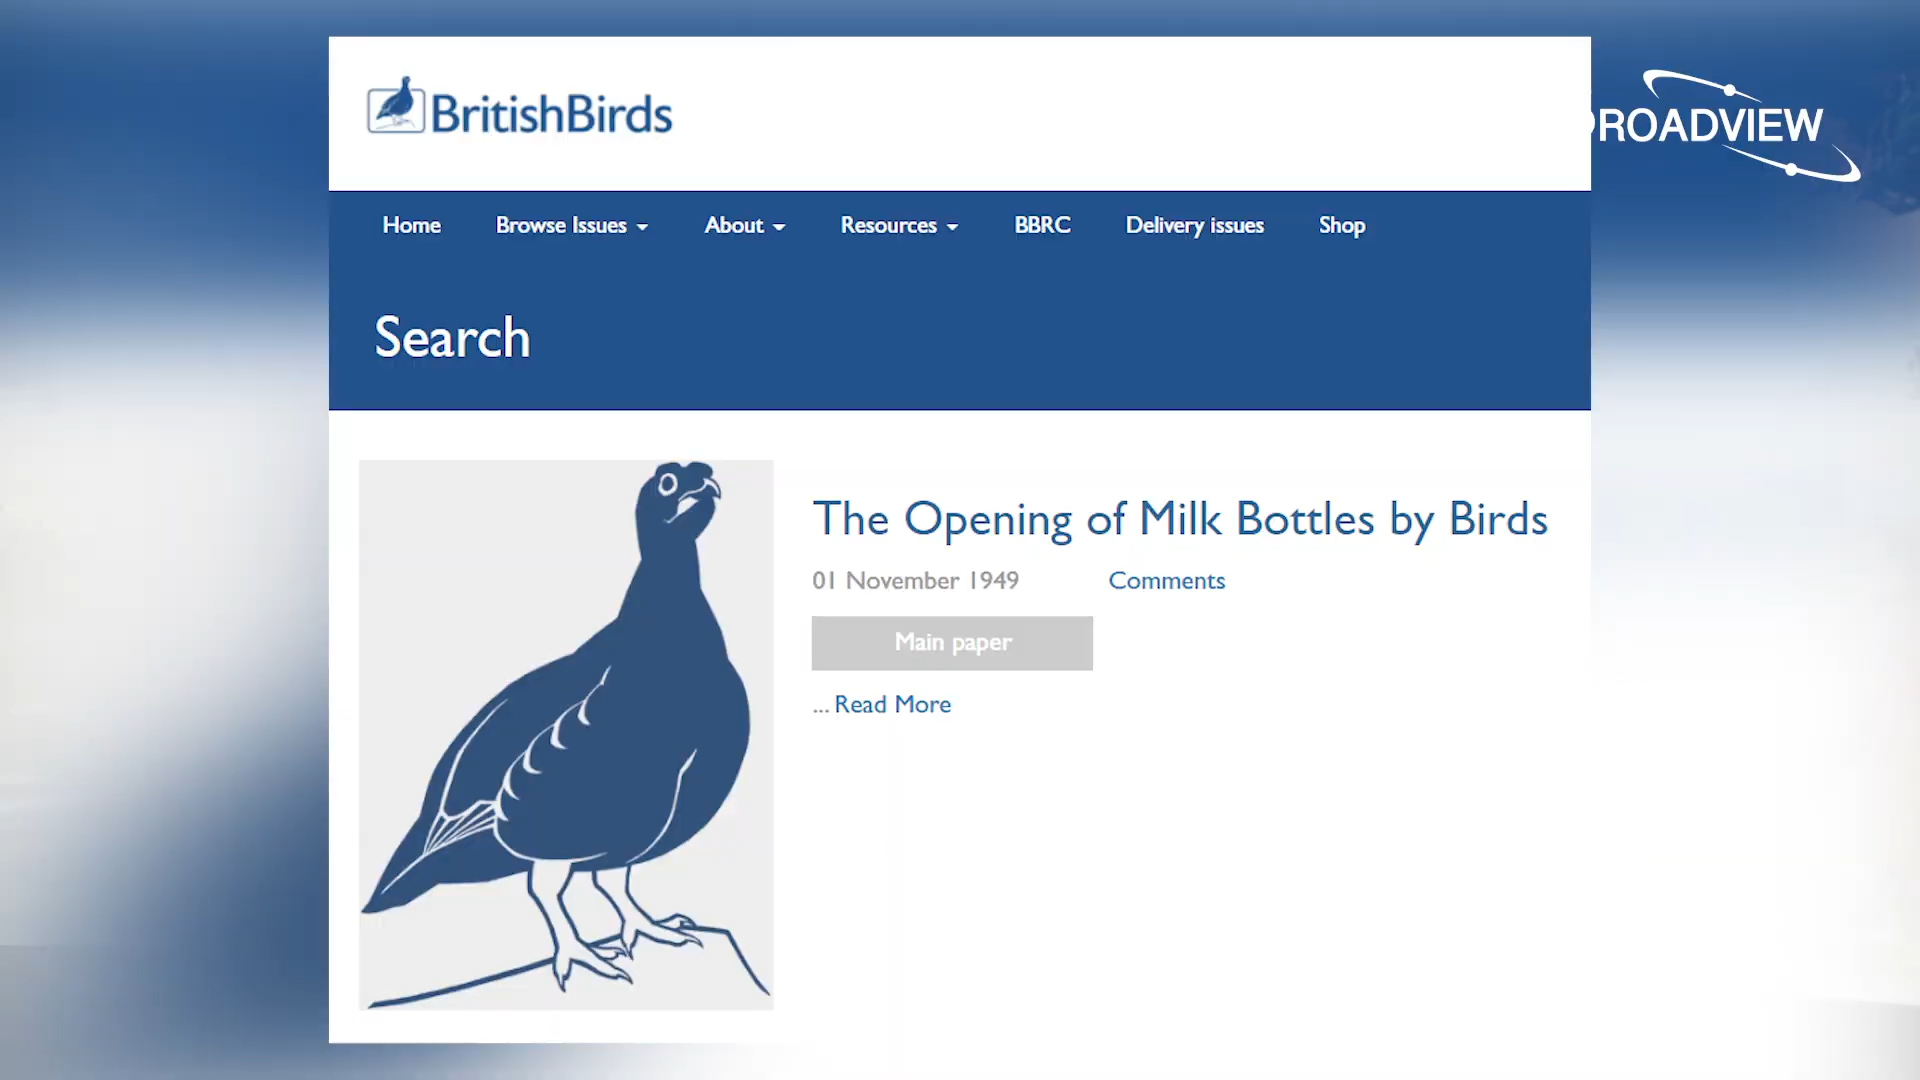 BritishBirds
ROADVIEW
Home Browse Issues About Resources BBRC Delivery issues Shop
Search
The Opening of Milk Bottles by Birds
01 November 1949 Comments
Main paper
... Read More